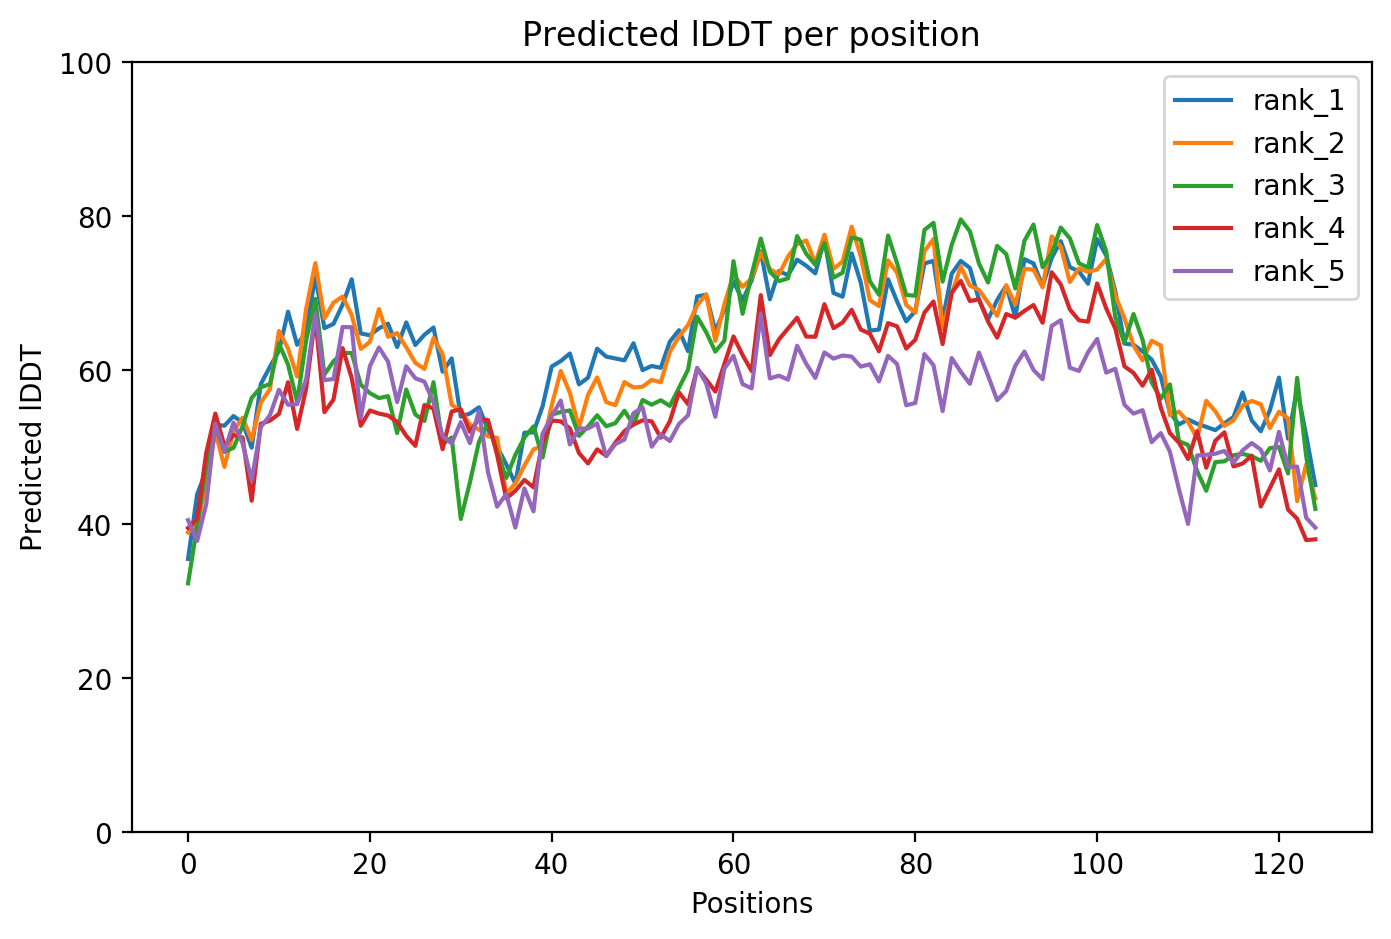 Predicted lDDT per position
100
80
60
40
20
0
Predicted lDDT
0 20 40 60 80 100 120
Positions
rank_1
rank_2
rank_3
rank_4
rank_5